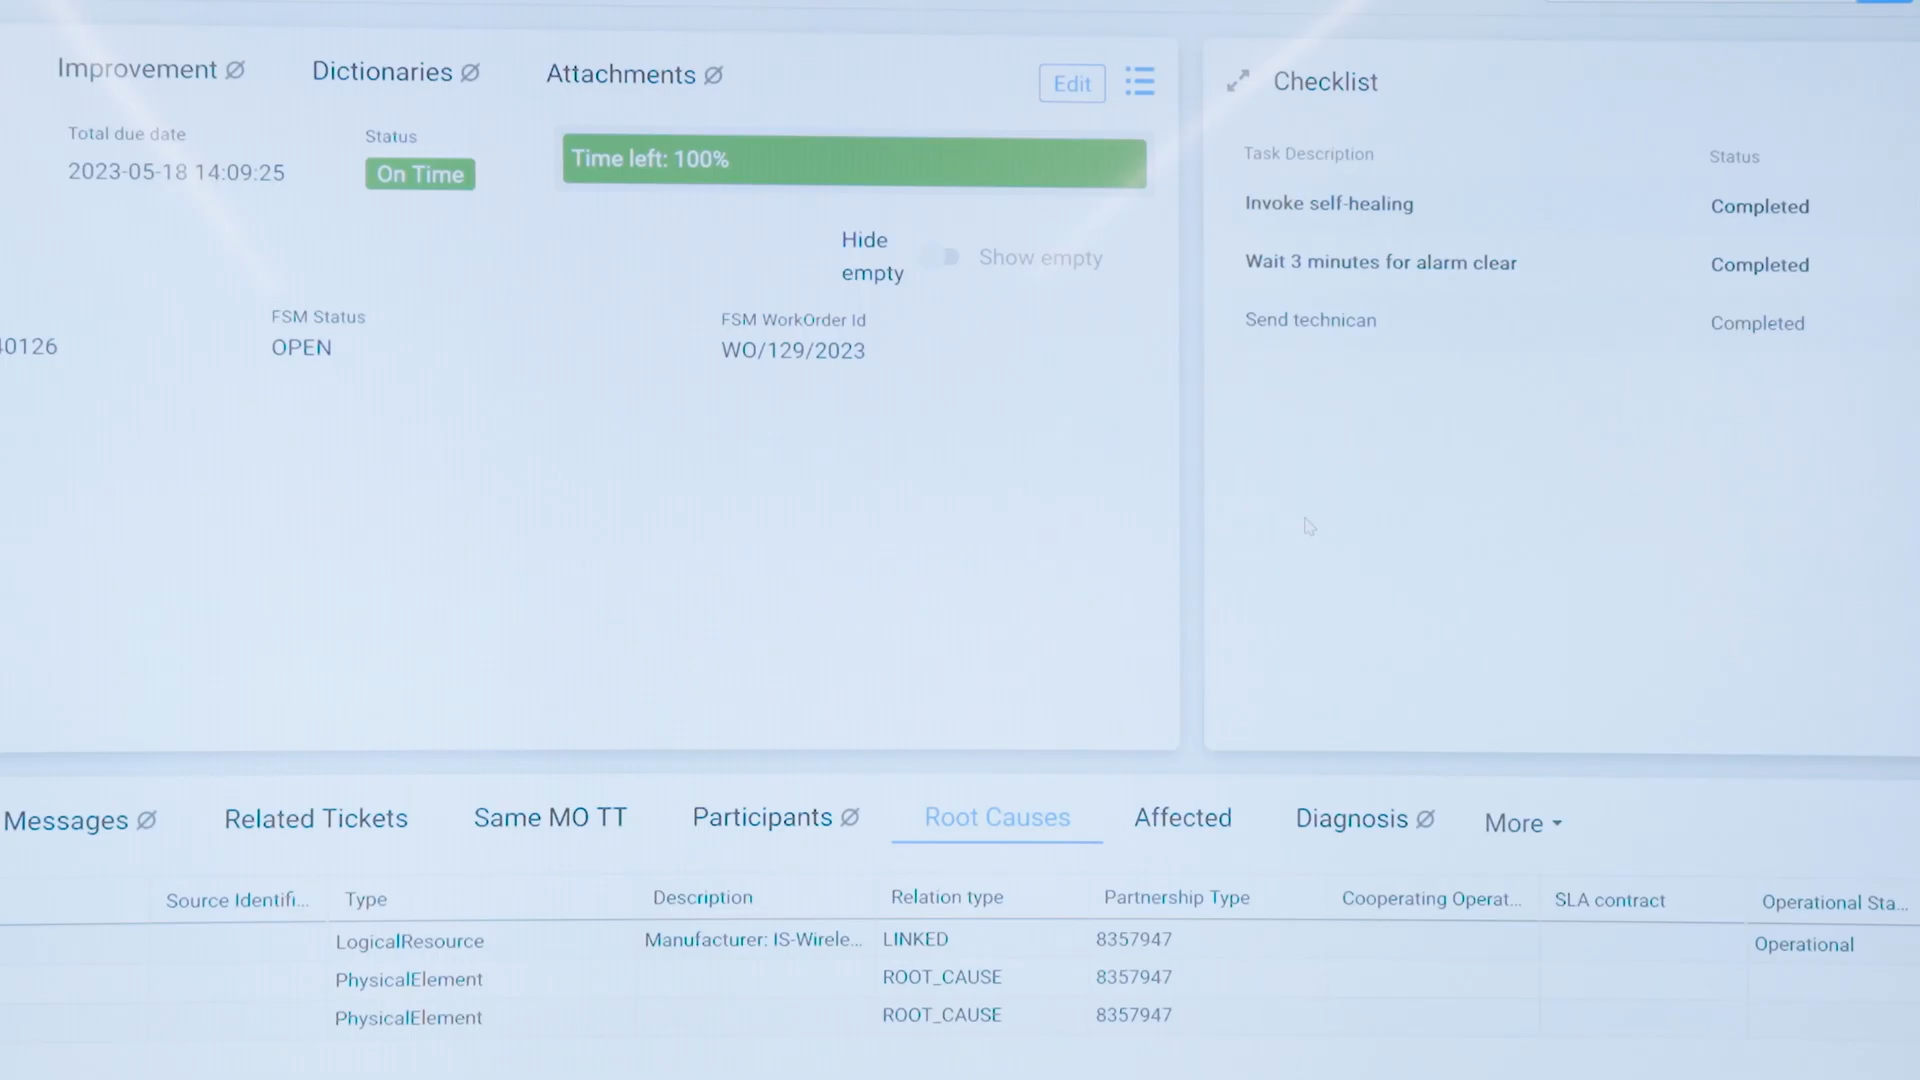 Improvement
Dictionaries
Attachments
Edit
Total due date
2023-05-18 14:09:25
Status
On Time
Time left: 100%
Hide
empty
Show empty
40126
FSM Status
OPEN
FSM WorkOrder Id
WO/129/2023
Checklist
Task Description Status
Invoke self-healing Completed
Wait 3 minutes for alarm clear Completed
Send technican Completed
Messages Related Tickets Same MO TT Participants Root Causes Affected Diagnosis More
Source Identifi... Type Description Relation type Partnership Type Cooperating Operat... SLA contract Operational Sta...
LogicalResource Manufacturer: IS-Wirele... LINKED 8357947 Operational
PhysicalElement ROOT_CAUSE 8357947
PhysicalElement ROOT_CAUSE 8357947